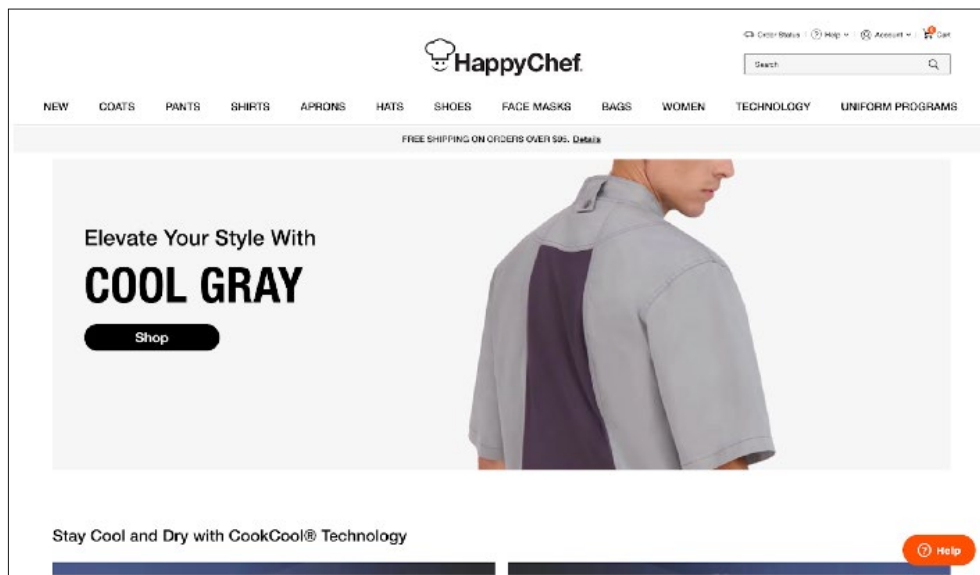 Order Status Help Account Cart
HappyChef.
Search
NEW COATS PANTS SHIRTS APRONS HATS SHOES FACE MASKS BAGS WOMEN TECHNOLOGY UNIFORM PROGRAMS
FREE SHIPPING ON ORDERS OVER $95. Details
Elevate Your Style With
COOL GRAY
Shop
Stay Cool and Dry with CookCool® Technology
Help